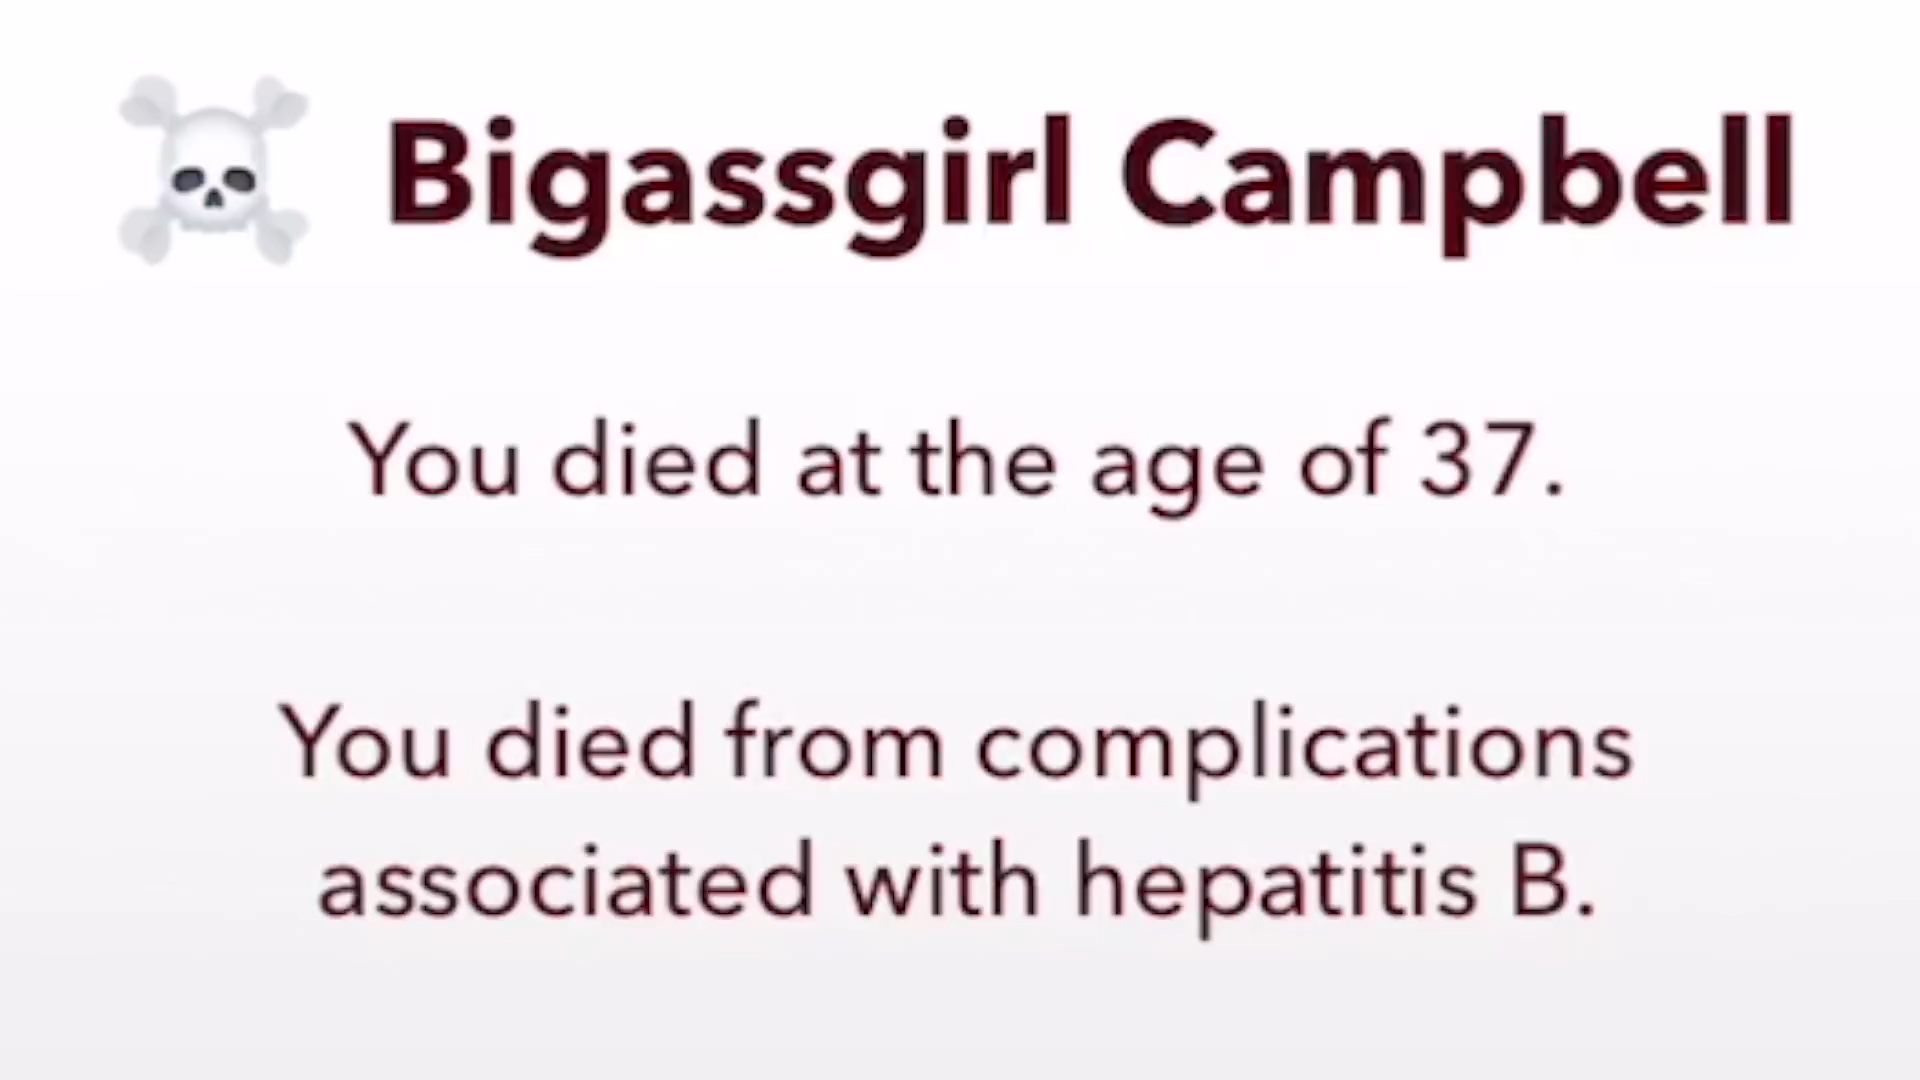 Bigassgirl Campbell
You died at the age of 37.
You died from complications
associated with hepatitis B.